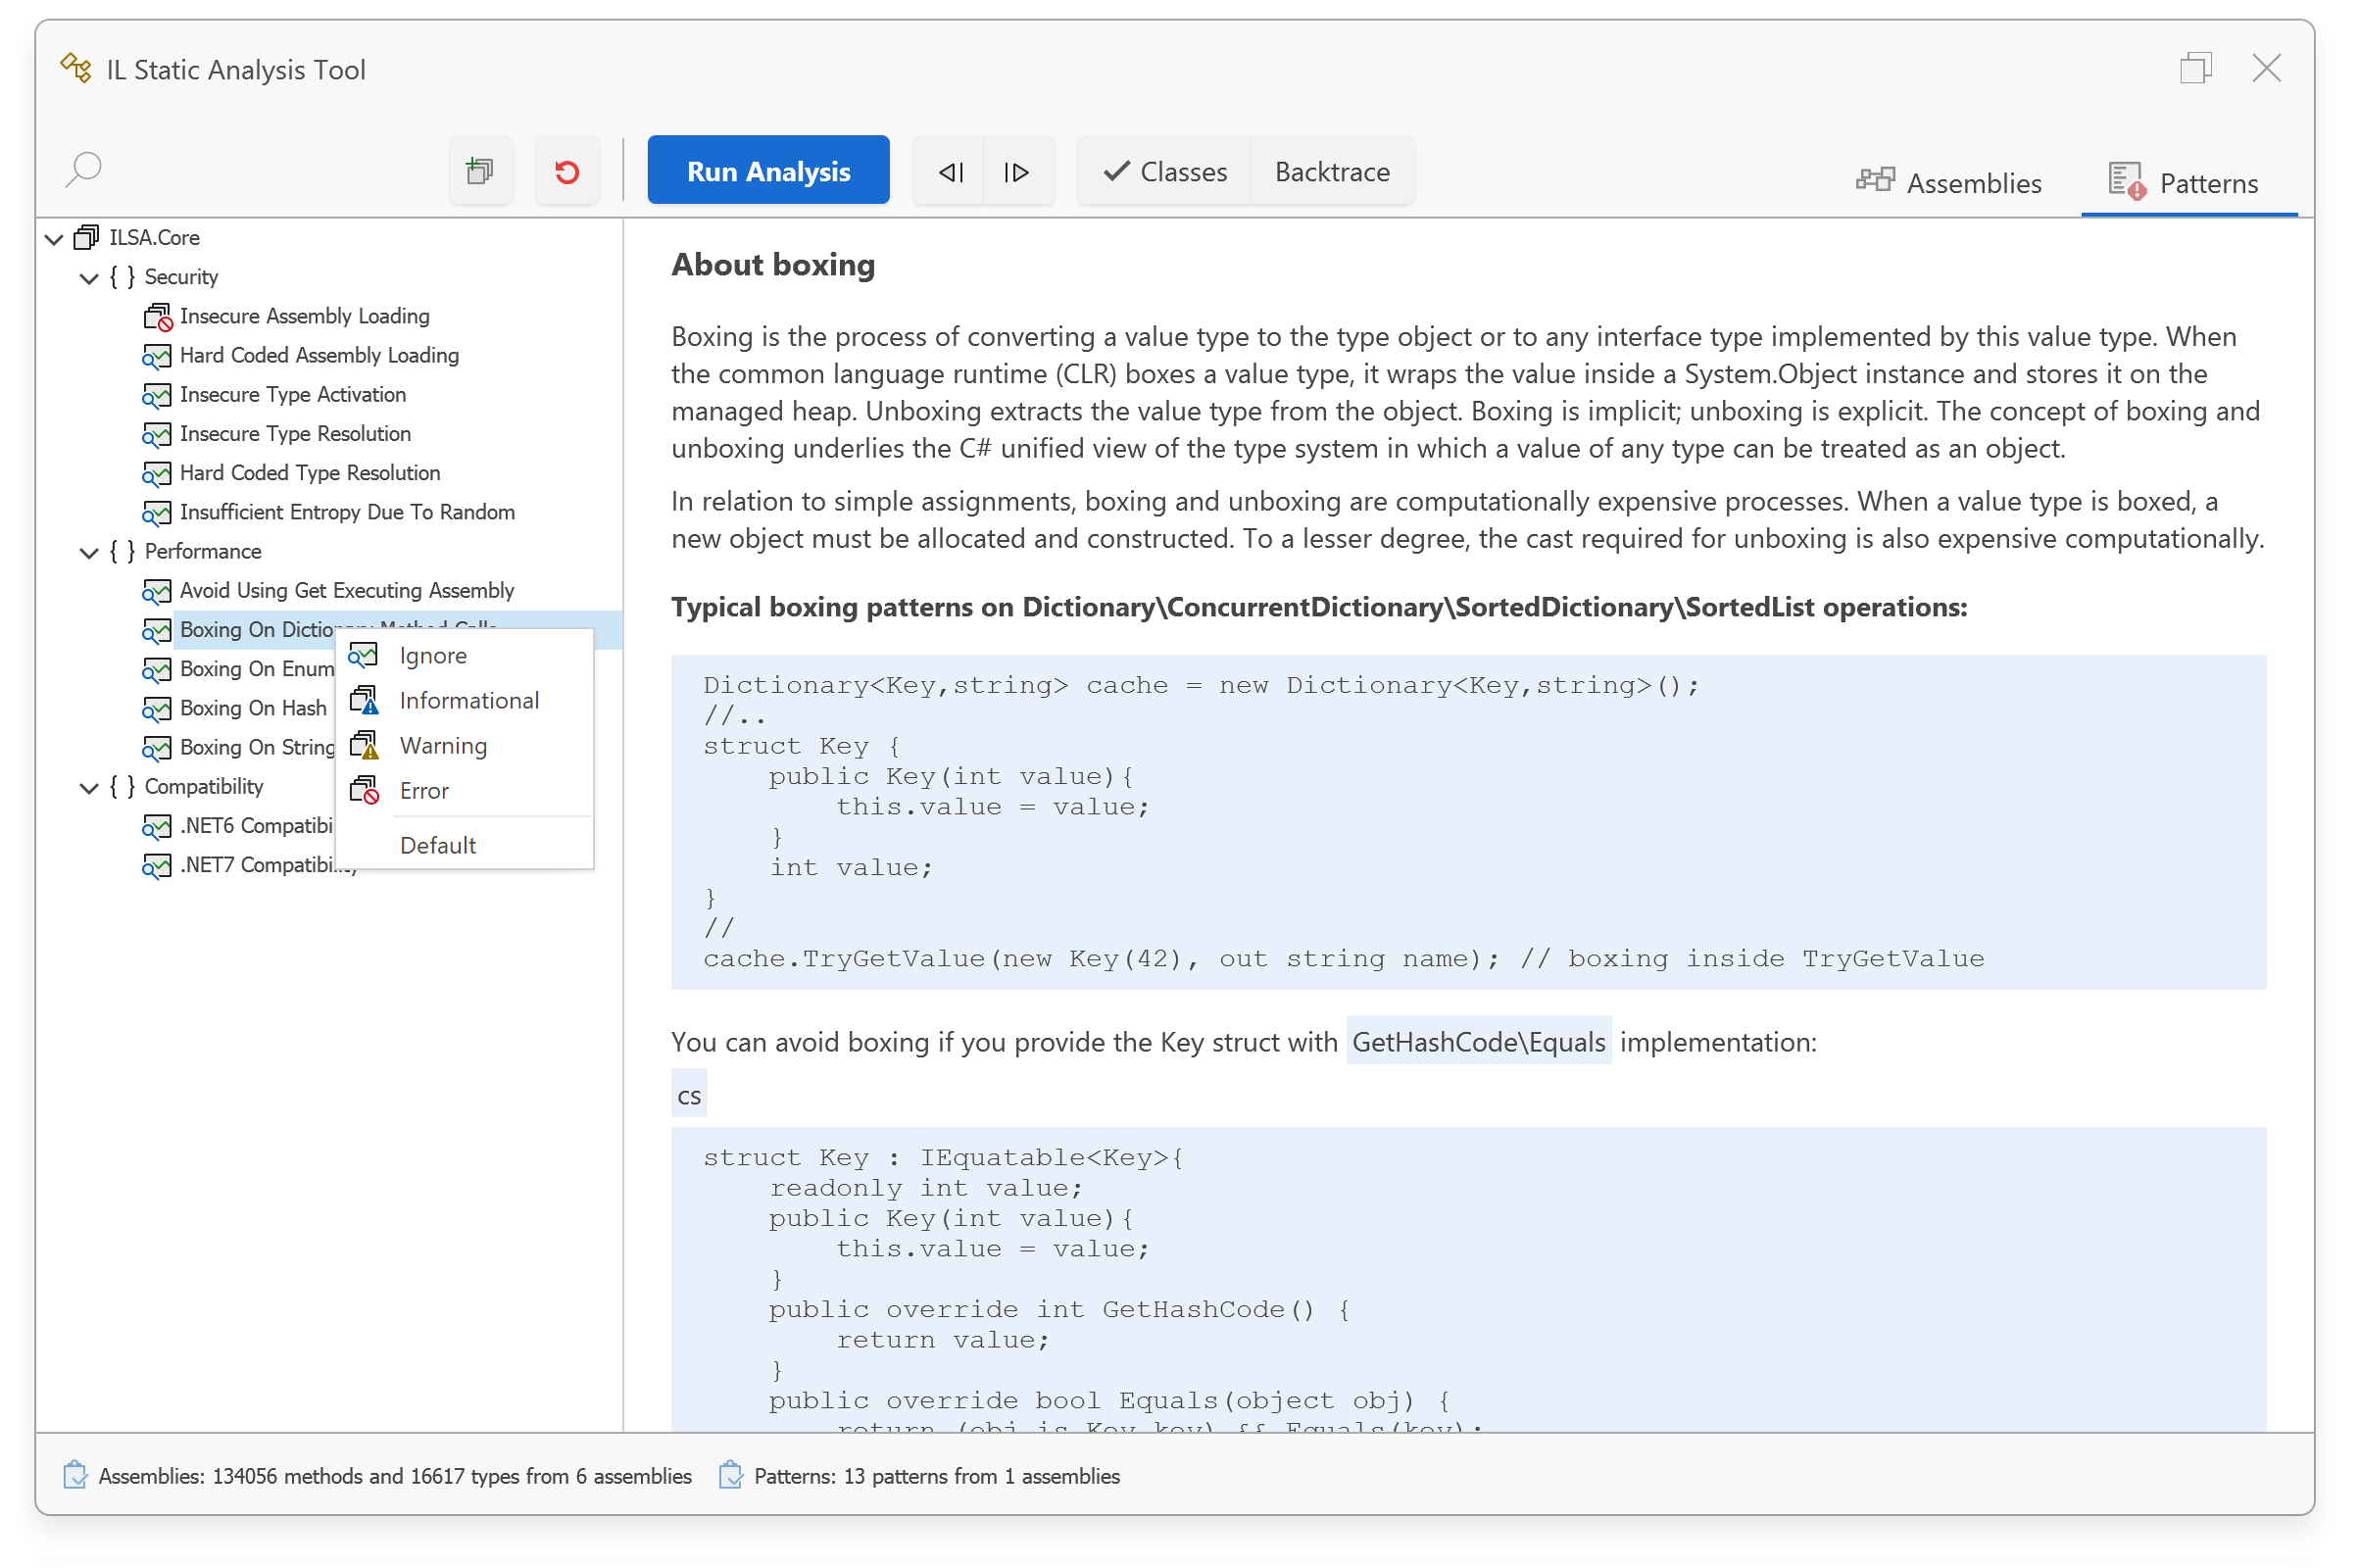 IL Static Analysis Tool
Run Analysis
Classes
Backtrace
Assemblies
Patterns
ILSA.Core
{ } Security
Insecure Assembly Loading
Hard Coded Assembly Loading
Insecure Type Activation
Insecure Type Resolution
Hard Coded Type Resolution
Insufficient Entropy Due To Random
{ } Performance
Avoid Using Get Executing Assembly
Boxing On Dictionary Method Calls
Boxing On Enum
Boxing On Hash
Boxing On String
{ } Compatibility
.NET6 Compatibi
.NET7 Compatibility
Ignore
Informational
Warning
Error
Default
About boxing
Boxing is the process of converting a value type to the type object or to any interface type implemented by this value type. When
the common language runtime (CLR) boxes a value type, it wraps the value inside a System.Object instance and stores it on the
managed heap. Unboxing extracts the value type from the object. Boxing is implicit; unboxing is explicit. The concept of boxing and
unboxing underlies the C# unified view of the type system in which a value of any type can be treated as an object.
In relation to simple assignments, boxing and unboxing are computationally expensive processes. When a value type is boxed, a
new object must be allocated and constructed. To a lesser degree, the cast required for unboxing is also expensive computationally.
Typical boxing patterns on Dictionary\ConcurrentDictionary\SortedDictionary\SortedList operations:
Dictionary<Key,string> cache = new Dictionary<Key,string>();
//..
struct Key {
public Key(int value){
this.value = value;
}
int value;
}
//
cache.TryGetValue(new Key(42), out string name); // boxing inside TryGetValue
You can avoid boxing if you provide the Key struct with GetHashCode\Equals implementation:
cs
struct Key : IEquatable<Key>{
readonly int value;
public Key(int value){
this.value = value;
}
public override int GetHashCode() {
return value;
}
public override bool Equals(object obj) {
return (obj is Key key) && Equals(key);
Assemblies: 134056 methods and 16617 types from 6 assemblies
Patterns: 13 patterns from 1 assemblies